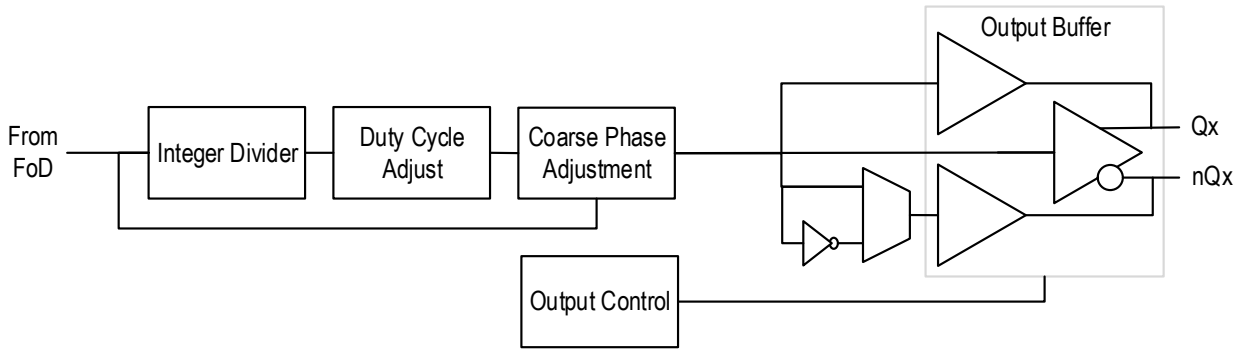 Output Buffer
From
FoD
Integer Divider
Duty Cycle
Adjust
Coarse Phase
Adjustment
Qx
nQx
Output Control